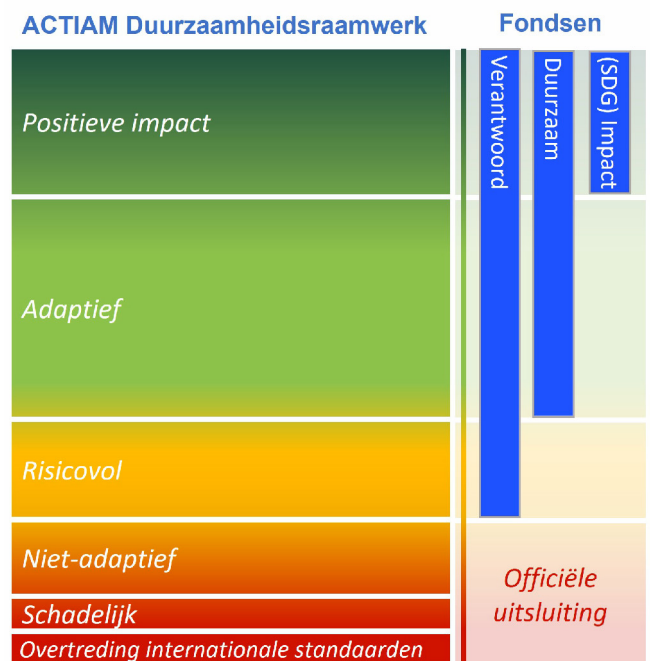 ACTIAM Duurzaamheidsraamwerk
Fondsen
Positieve impact
Adaptief
Risicovol
Niet-adaptief
Schadelijk
Overtreding internationale standaarden
Verantwoord
Duurzaam
(SDG) Impact
Officiële
uitsluiting